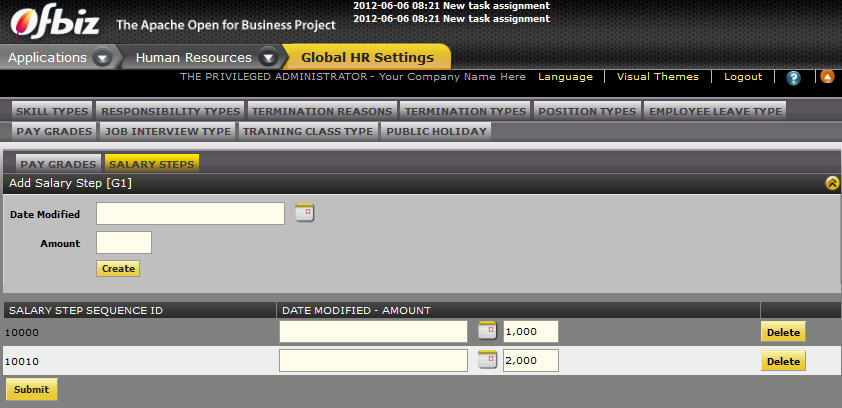 2012-06-06 08:21 New task assignment
2012-06-06 08:21 New task assignment
Ofbiz The Apache Open for Business Project
Applications Human Resources Global HR Settings
THE PRIVILEGED ADMINISTRATOR - Your Company Name Here Language Visual Themes Logout ?
SKILL TYPES RESPONSIBILITY TYPES TERMINATION REASONS TERMINATION TYPES POSITION TYPES EMPLOYEE LEAVE TYPE
PAY GRADES JOB INTERVIEW TYPE TRAINING CLASS TYPE PUBLIC HOLIDAY
PAY GRADES SALARY STEPS
Add Salary Step [G1]
Date Modified
Amount
Create
SALARY STEP SEQUENCE ID DATE MODIFIED - AMOUNT
10000 1,000 Delete
10010 2,000 Delete
Submit